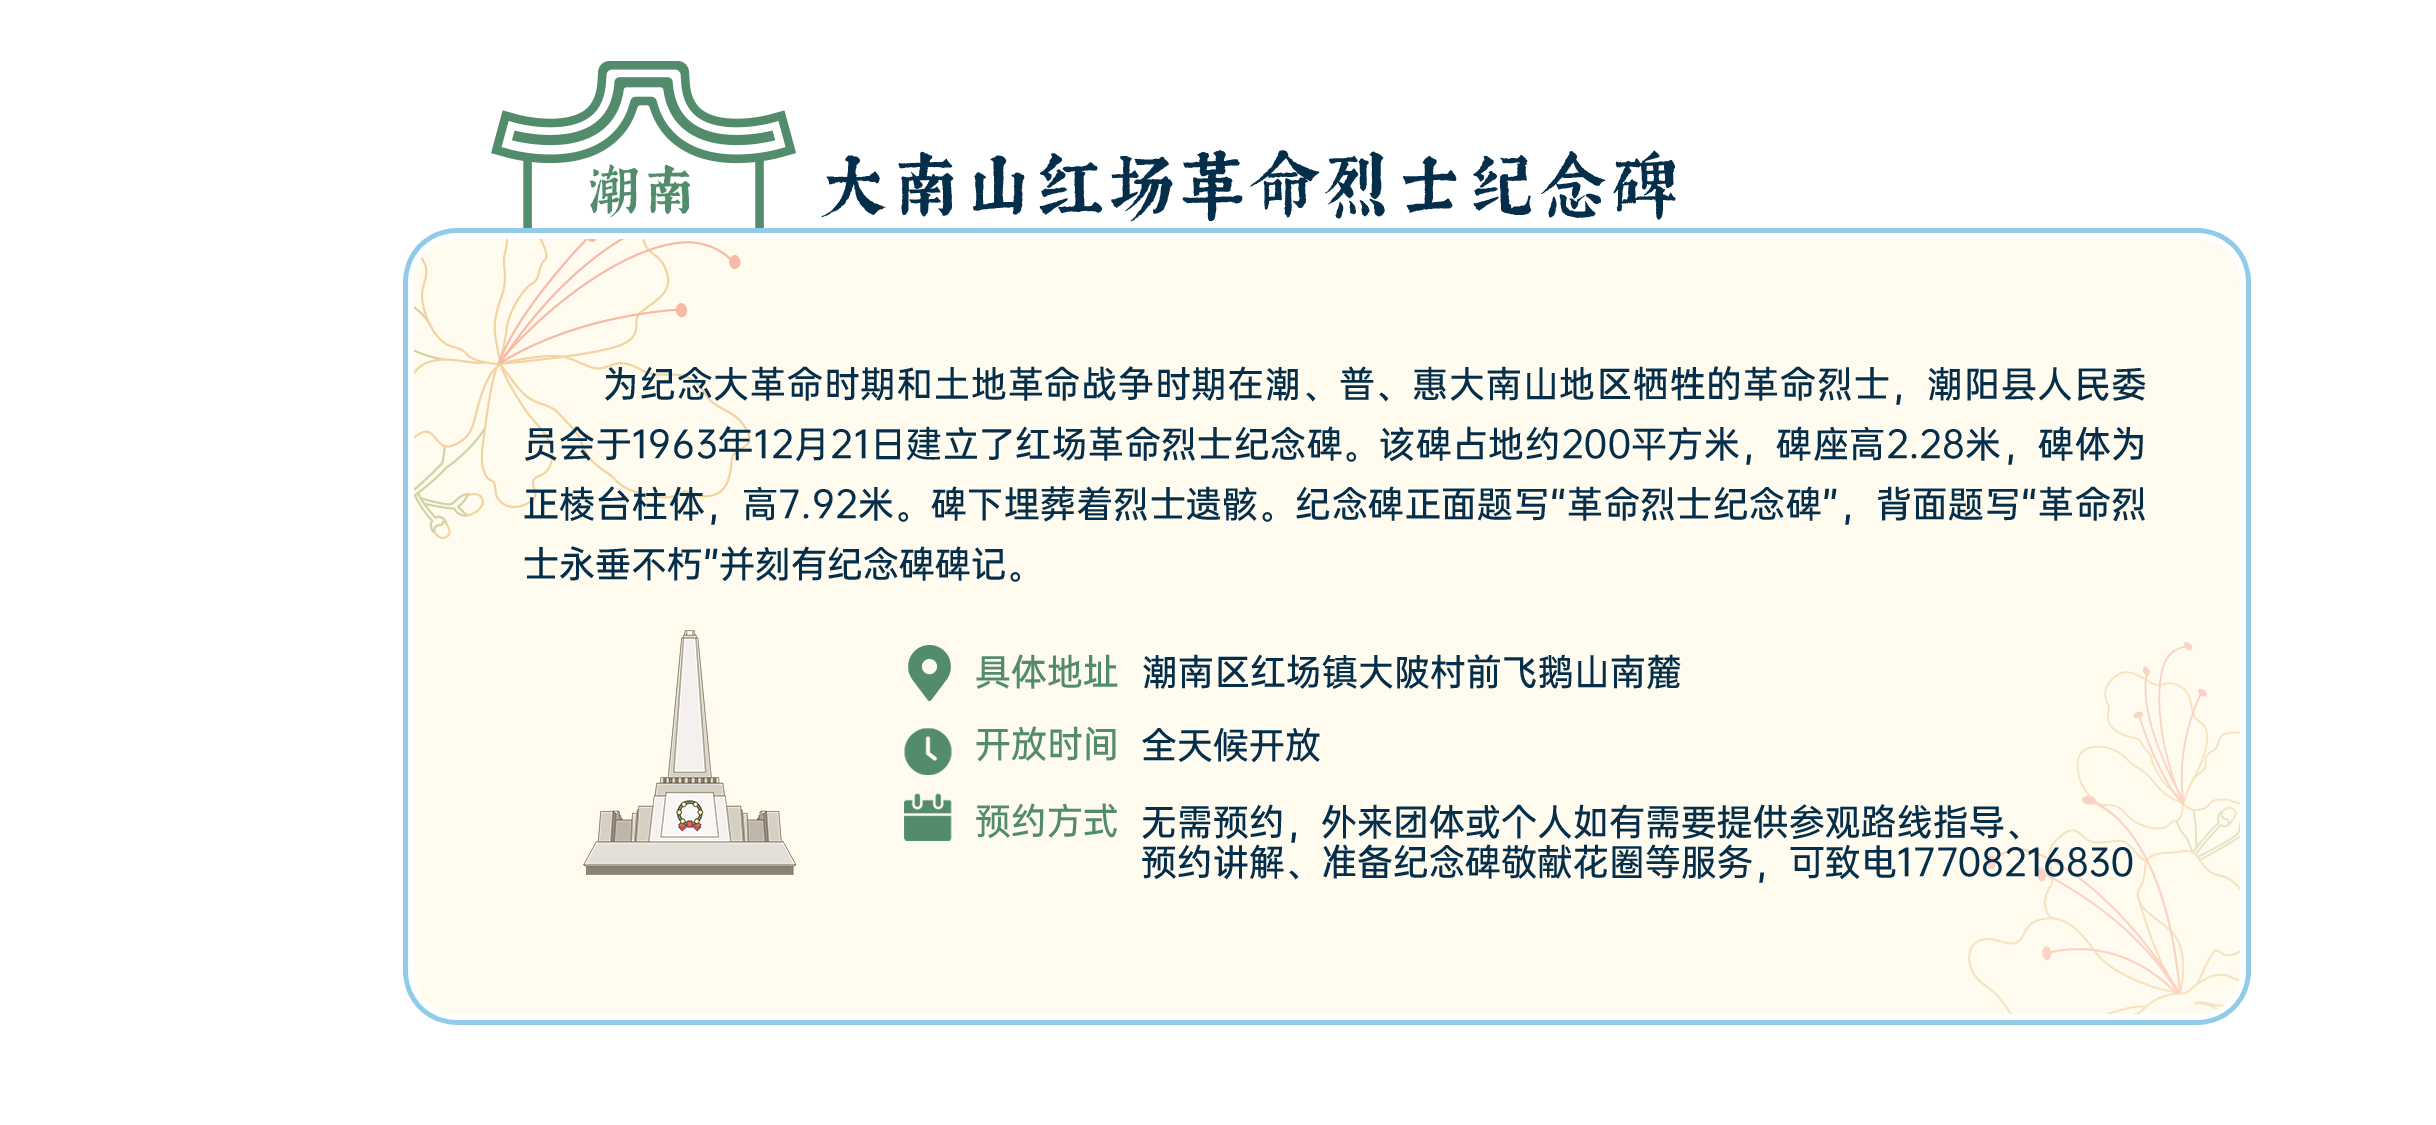 潮南
大南山红场革命烈士纪念碑
为纪念大革命时期和土地革命战争时期在潮、普、惠大南山地区牺牲的革命烈士，潮阳县人民委
员会于1963年12月21日建立了红场革命烈士纪念碑。该碑占地约200平方米，碑座高2.28米，碑体为
正棱台柱体，高7.92米。碑下埋葬着烈士遗骸。纪念碑正面题写“革命烈士纪念碑”，背面题写“革命烈
士永垂不朽”并刻有纪念碑碑记。
具体地址 潮南区红场镇大陂村前飞鹅山南麓
开放时间 全天候开放
预约方式 无需预约，外来团体或个人如有需要提供参观路线指导、
预约讲解、准备纪念碑敬献花圈等服务，可致电17708216830